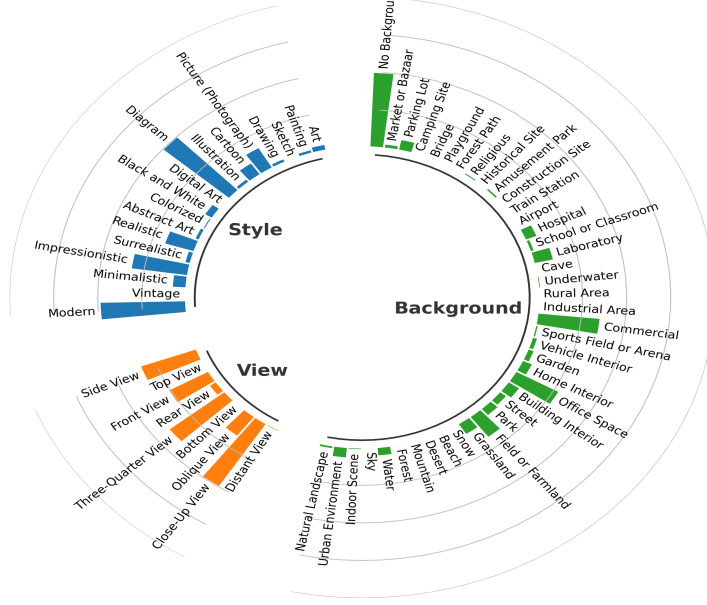 Style
Art
Painting
Sketch
Drawing
Picture (Photograph)
Cartoon
Illustration
Diagram
Digital Art
Black and White
Colorized
Abstract Art
Realistic
Surrealistic
Impressionistic
Minimalistic
Vintage
Modern
View
Side View
Top View
Front View
Rear View
Three-Quarter View
Bottom View
Oblique View
Close-Up View
Distant View
Background
No Backgrou
Market or Bazaar
Parking Lot
Camping Site
Bridge
Playground
Forest Path
Religious
Historical Site
Amusement Park
Construction Site
Train Station
Airport
Hospital
School or Classroom
Laboratory
Cave
Underwater
Rural Area
Industrial Area
Commercial
Sports Field or Arena
Vehicle Interior
Garden
Home Interior
Office Space
Building Interior
Street
Park
Field or Farmland
Grassland
Snow
Beach
Desert
Mountain
Forest
Water
Sky
Indoor Scene
Urban Environment
Natural Landscape